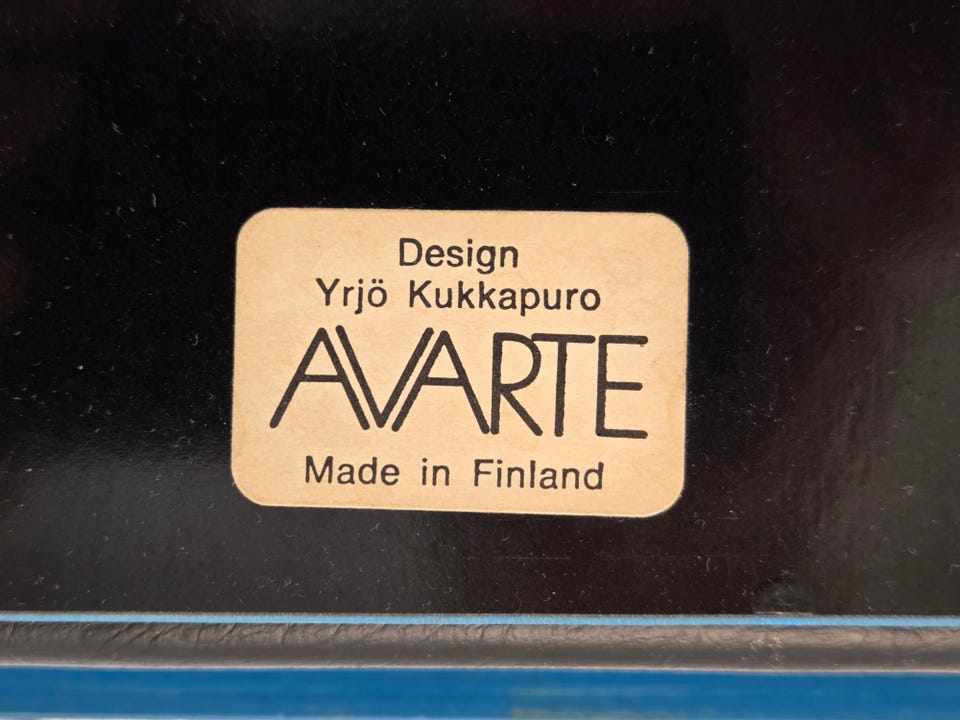 Design
Yrjö Kukkapuro
AVARTE
Made in Finland